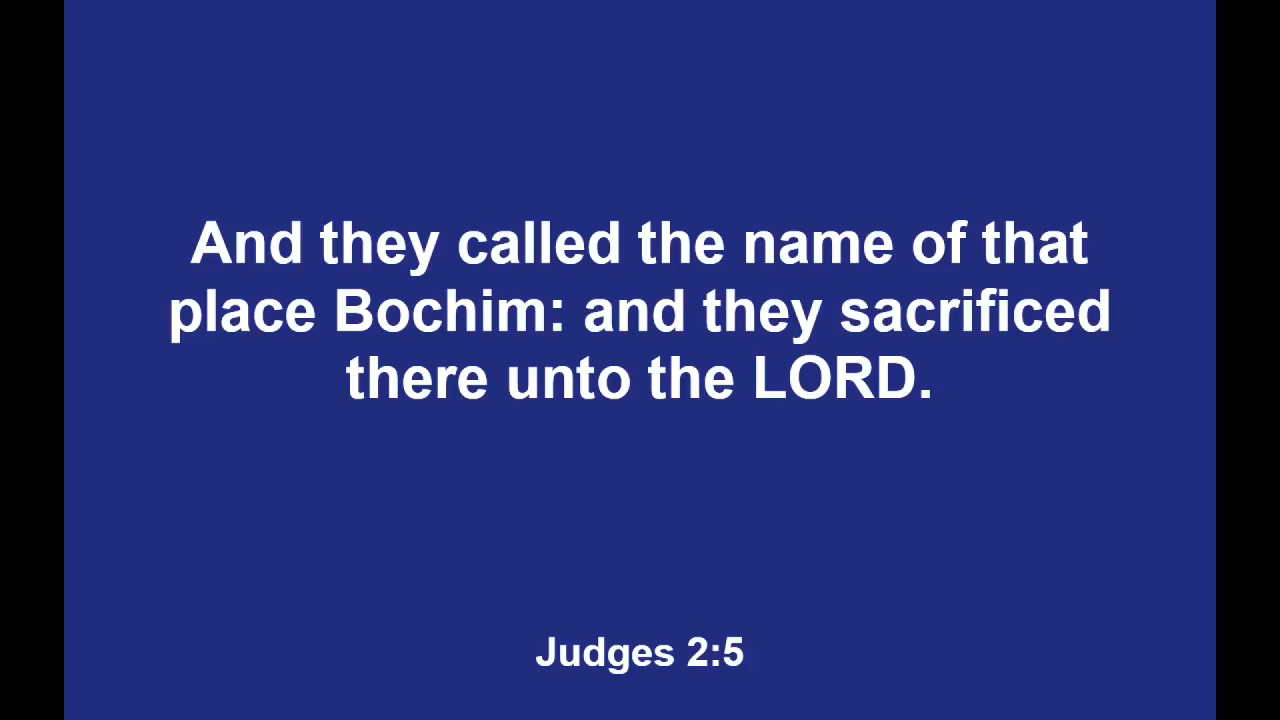 And they called the name of that
place Bochim: and they sacrificed
there unto the LORD.
Judges 2:5